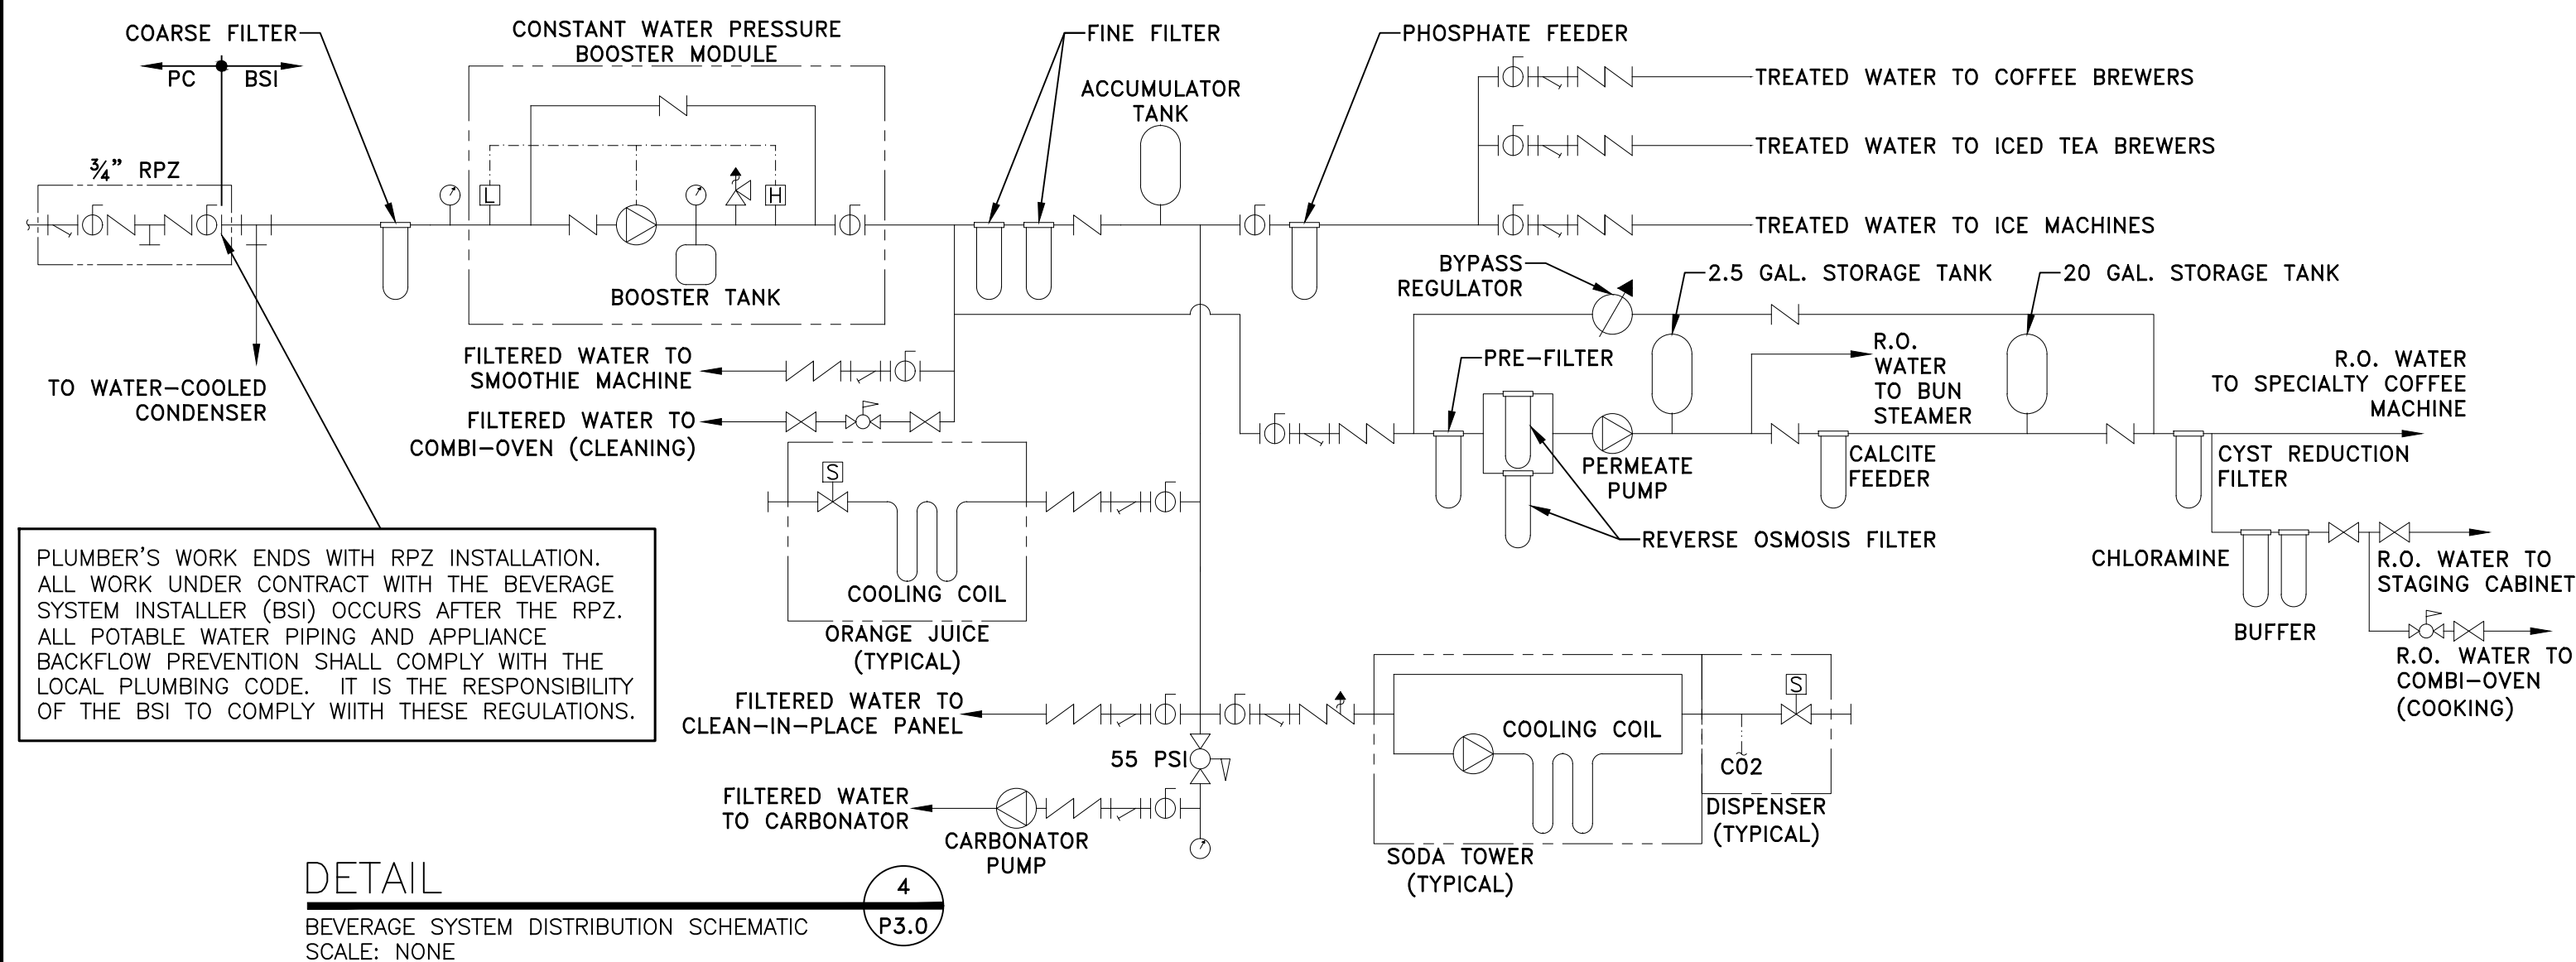 COARSE FILTER
PC
BSI
¾” RPZ
CONSTANT WATER PRESSURE
BOOSTER MODULE
L
H
BOOSTER TANK
FINE FILTER
ACCUMULATOR
TANK
PHOSPHATE FEEDER
TREATED WATER TO COFFEE BREWERS
TREATED WATER TO ICED TEA BREWERS
TREATED WATER TO ICE MACHINES
BYPASS
REGULATOR
2.5 GAL. STORAGE TANK
20 GAL. STORAGE TANK
TO WATER-COOLED
CONDENSER
FILTERED WATER TO
SMOOTHIE MACHINE
FILTERED WATER TO
COMBI-OVEN (CLEANING)
PRE-FILTER
R.O.
WATER
TO BUN
STEAMER
R.O. WATER
TO SPECIALTY COFFEE
MACHINE
PERMEATE
PUMP
CALCITE
FEEDER
CYST REDUCTION
FILTER
REVERSE OSMOSIS FILTER
S
COOLING COIL
ORANGE JUICE
(TYPICAL)
CHLORAMINE
BUFFER
R.O. WATER TO
STAGING CABINET
R.O. WATER TO
COMBI-OVEN
(COOKING)
PLUMBER'S WORK ENDS WITH RPZ INSTALLATION.
ALL WORK UNDER CONTRACT WITH THE BEVERAGE
SYSTEM INSTALLER (BSI) OCCURS AFTER THE RPZ.
ALL POTABLE WATER PIPING AND APPLIANCE
BACKFLOW PREVENTION SHALL COMPLY WITH THE
LOCAL PLUMBING CODE. IT IS THE RESPONSIBILITY
OF THE BSI TO COMPLY WIITH THESE REGULATIONS.
FILTERED WATER TO
CLEAN-IN-PLACE PANEL
55 PSI
FILTERED WATER
TO CARBONATOR
CARBONATOR
PUMP
COOLING COIL
S
CO2
DISPENSER
(TYPICAL)
SODA TOWER
(TYPICAL)
DETAIL
4
P3.0
BEVERAGE SYSTEM DISTRIBUTION SCHEMATIC
SCALE: NONE